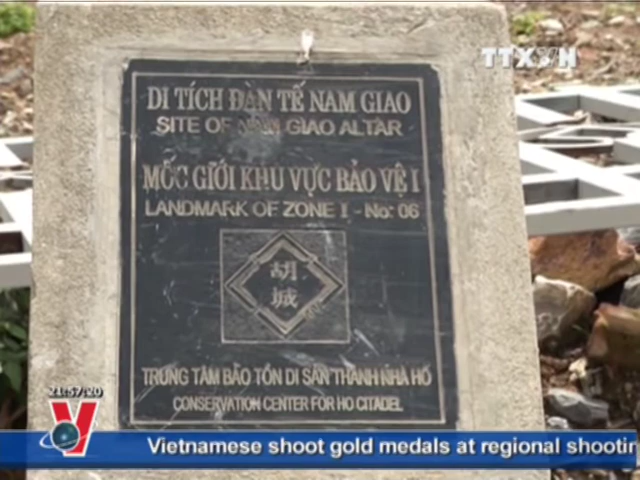 TTXVN
DI TÍCH ĐÀN TẾ NAM GIAO
SITE OF NAM GIAO ALTAR
MỐC GIỚI KHU VỰC BẢO VỆ I
LANDMARK OF ZONE I - No: 06
胡
城
TRUNG TÂM BẢO TỒN DI SẢN THÀNH NHÀ HỒ
CONSERVATION CENTER FOR HO CITADEL
21:57:20
V
Vietnamese shoot gold medals at regional shootin